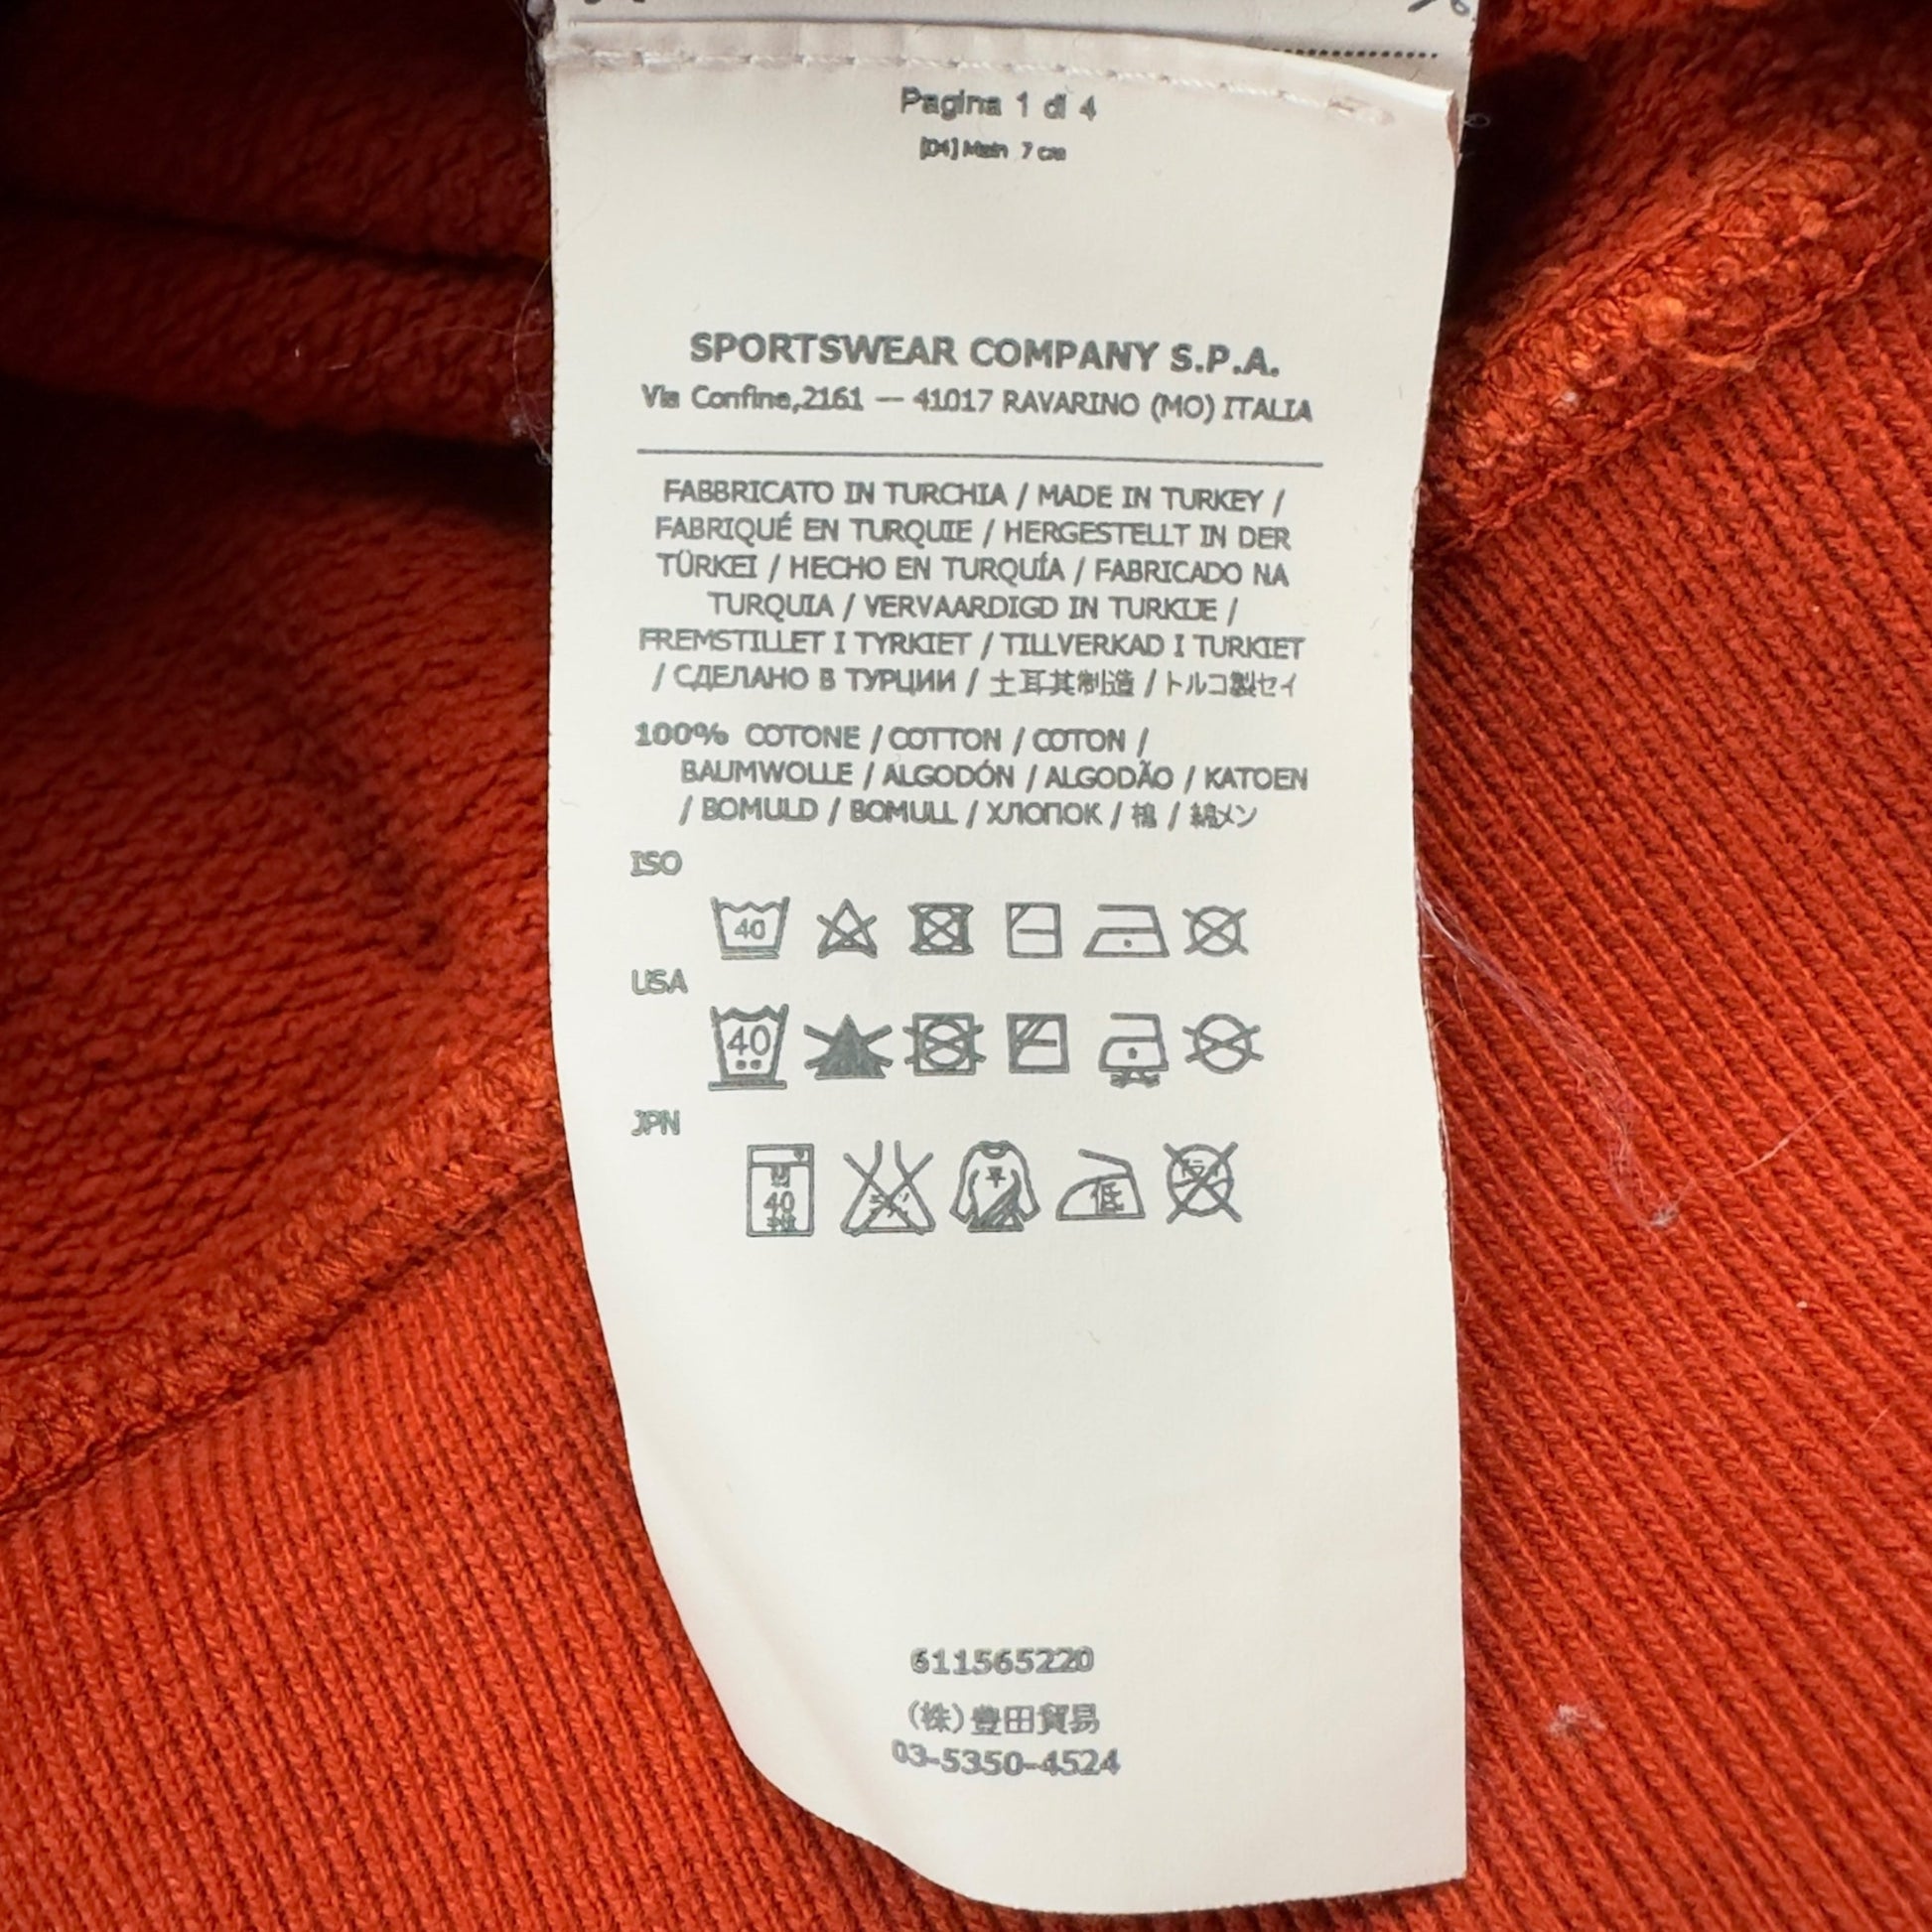 Pagina 1 di 4
[04] Main 7 cm
SPORTSWEAR COMPANY S.P.A.
Via Confine,2161 — 41017 RAVARINO (MO) ITALIA
FABBRICATO IN TURCHIA / MADE IN TURKEY /
FABRIQUÉ EN TURQUIE / HERGESTELLT IN DER
TÜRKEI / HECHO EN TURQUÍA / FABRICADO NA
TURQUIA / VERVAARDIGD IN TURKIJE /
FREMSTILLET I TYRKIET / TILLVERKAD I TURKIET
/ СДЕЛАНО В ТУРЦИИ / 土耳其制造 / トルコ製セイ
100% COTONE / COTTON / COTON /
BAUMWOLLE / ALGODÓN / ALGODÃO / KATOEN
/ BOMULD / BOMULL / ХЛОПОК / 棉 / 綿メン
ISO
40
USA
40
JPN
40
平
低
611565220
(株)豊田貿易
03-5350-4524